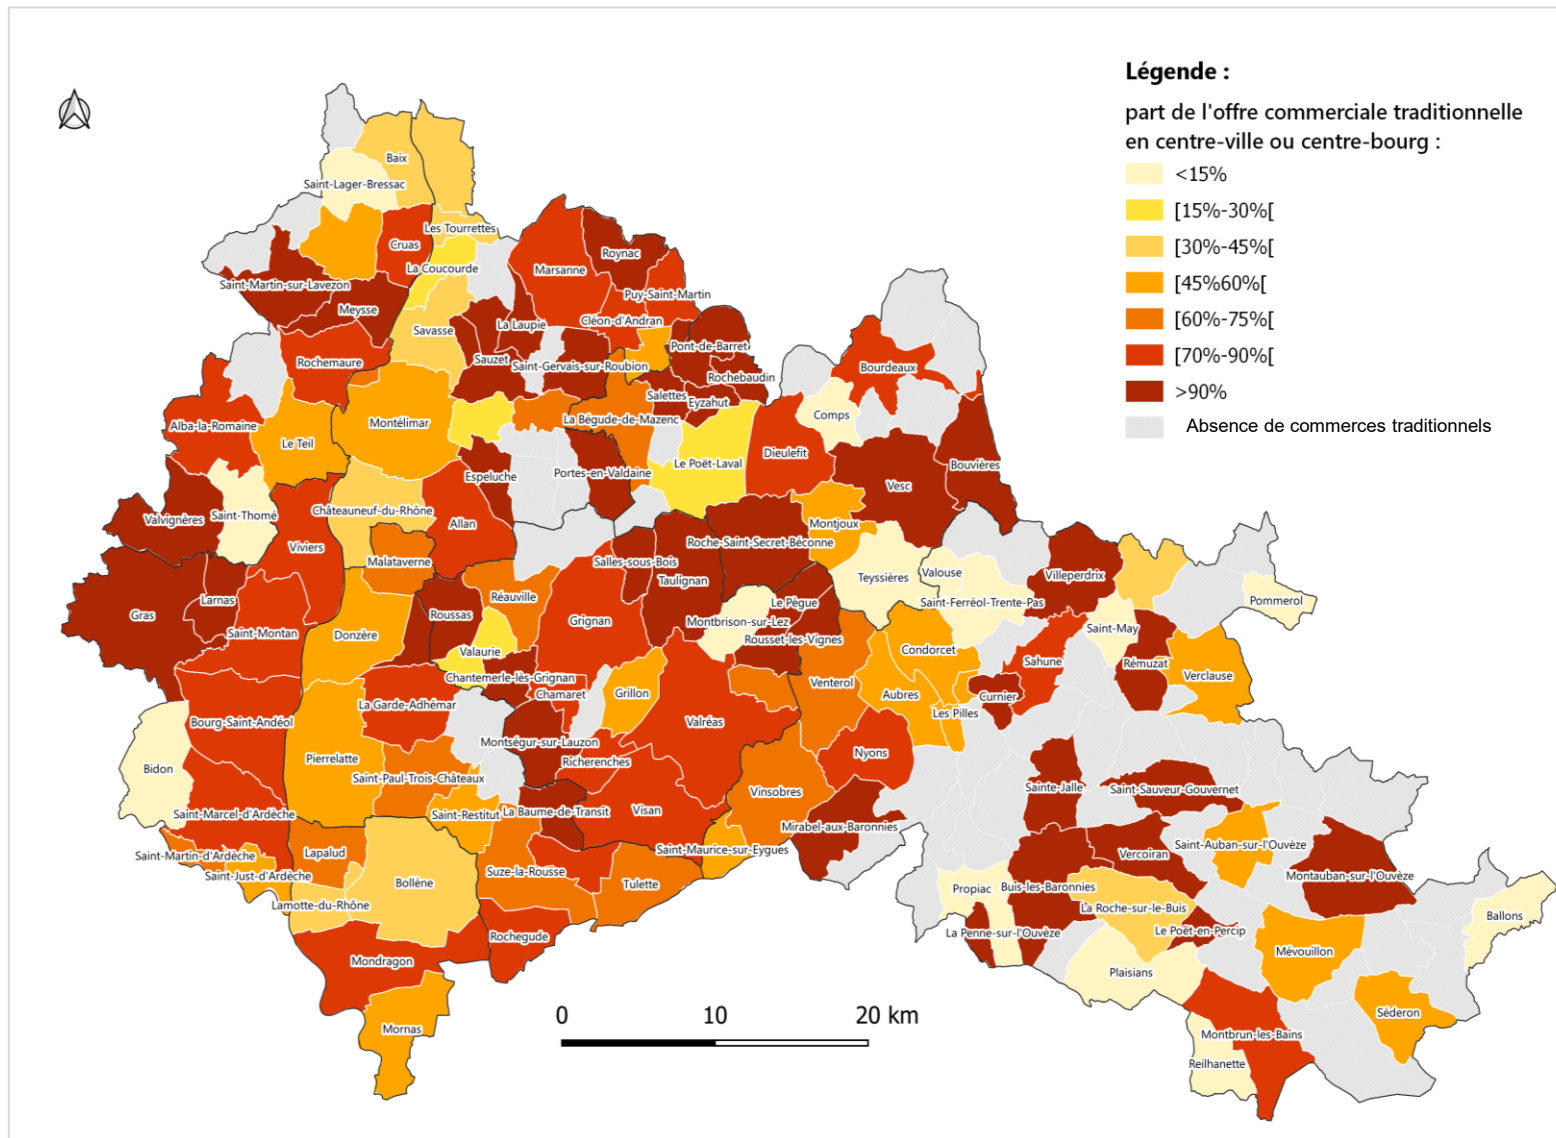 Légende :
part de l'offre commerciale traditionnelle
en centre-ville ou centre-bourg :
<15%
[15%-30%[
[30%-45%[
[45%60%[
[60%-75%[
[70%-90%[
>90%
Absence de commerces traditionnels
Baix
Saint-Lager-Bressac
Les Tourrettes
Cruas
Roynac
La Coucourde
Marsanne
Saint-Martin-sur-Lavezon
Puy-Saint-Martin
Meysse
La Laupie
Cléon-d'Andran
Savasse
Pont-de-Barret
Rochemaure
Sauzet
Saint-Gervais-sur-Roubion
Bourdeaux
Rochebaudin
Salettes
Eyzahut
Comps
Montélimar
La Bégude-de-Mazenc
Alba-la-Romaine
Le Teil
Dieulefit
Le Poët-Laval
Bouvières
Portes-en-Valdaine
Espeluche
Vesc
Châteauneuf-du-Rhône
Saint-Thomé
Valvignères
Allan
Montjoux
Roche-Saint-Secret-Béconne
Viviers
Malataverne
Salles-sous-Bois
Valouse
Villeperdrix
Teyssières
Taulignan
Réauville
Larnas
Pommerol
Saint-Ferréol-Trente-Pas
Le Pègue
Gras
Roussas
Grignan
Montbrison-sur-Lez
Saint-May
Saint-Montan
Donzère
Rousset-les-Vignes
Condorcet
Valaurie
Sahune
Rémuzat
Verclause
Chantemerle-lès-Grignan
Venterol
Chamaret
Grillon
Aubres
Curnier
La Garde-Adhémar
Les Pilles
Bourg-Saint-Andéol
Valréas
Montségur-sur-Lauzon
Nyons
Pierrelatte
Richerenches
Bidon
Saint-Paul-Trois-Châteaux
Sainte-Jalle
Saint-Sauveur-Gouvernet
Vinsobres
Saint-Marcel-d'Ardèche
Saint-Restitut
La Baume-de-Transit
Visan
Mirabel-aux-Baronnies
Saint-Auban-sur-l'Ouvèze
Saint-Maurice-sur-Eygues
Lapalud
Vercoiran
Saint-Martin-d'Ardèche
Suze-la-Rousse
Saint-Just-d'Ardèche
Montauban-sur-l'Ouvèze
Bollène
Tulette
Propiac
Buis-les-Baronnies
Lamotte-du-Rhône
La Roche-sur-le-Buis
Ballons
Le Poët-en-Percip
La Penne-sur-l'Ouvèze
Rochegude
Mévouillon
Mondragon
Plaisians
Séderon
Mornas
Montbrun-les-Bains
Reilhanette
0 10 20 km